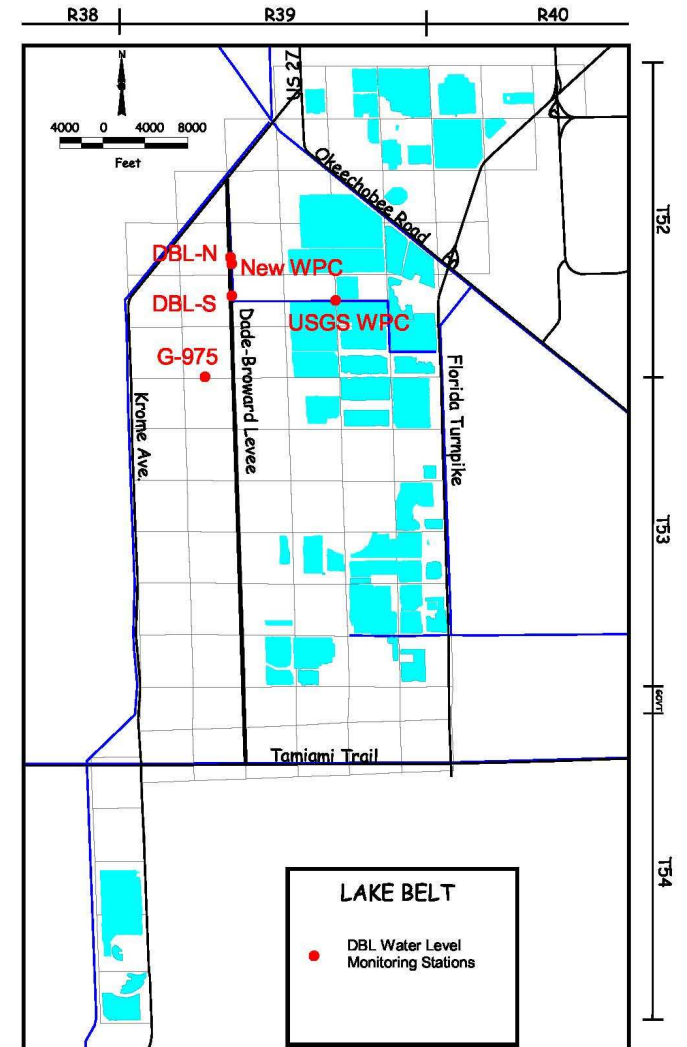 R38 R39 R40
N
US 27
4000 0 4000 8000
Feet
Okeechobee Road
T52
DBL-N
New WPC
DBL-S
USGS WPC
Dade-Broward Levee
G-975
Florida Turnpike
Krome Ave.
T53
GOVT
Tamiami Trail
T54
LAKE BELT
DBL Water Level
Monitoring Stations